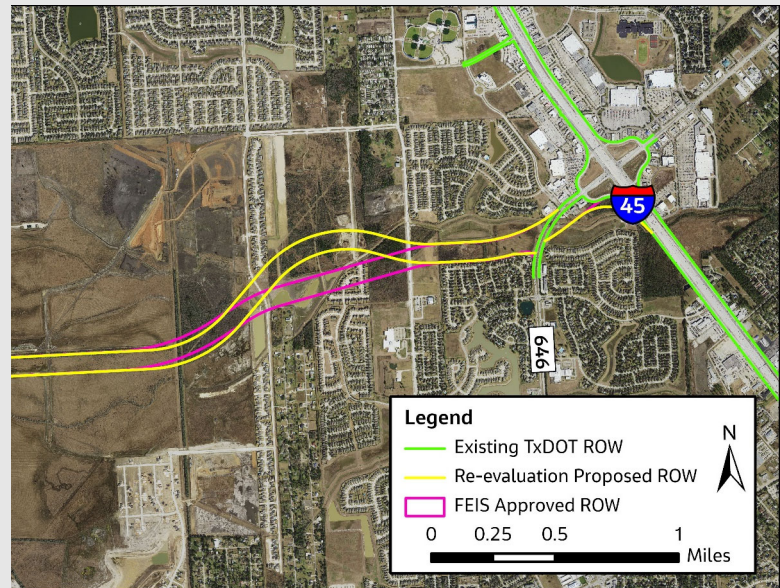 45
646
Legend
Existing TxDOT ROW
Re-evaluation Proposed ROW
FEIS Approved ROW
N
0 0.25 0.5 1
Miles